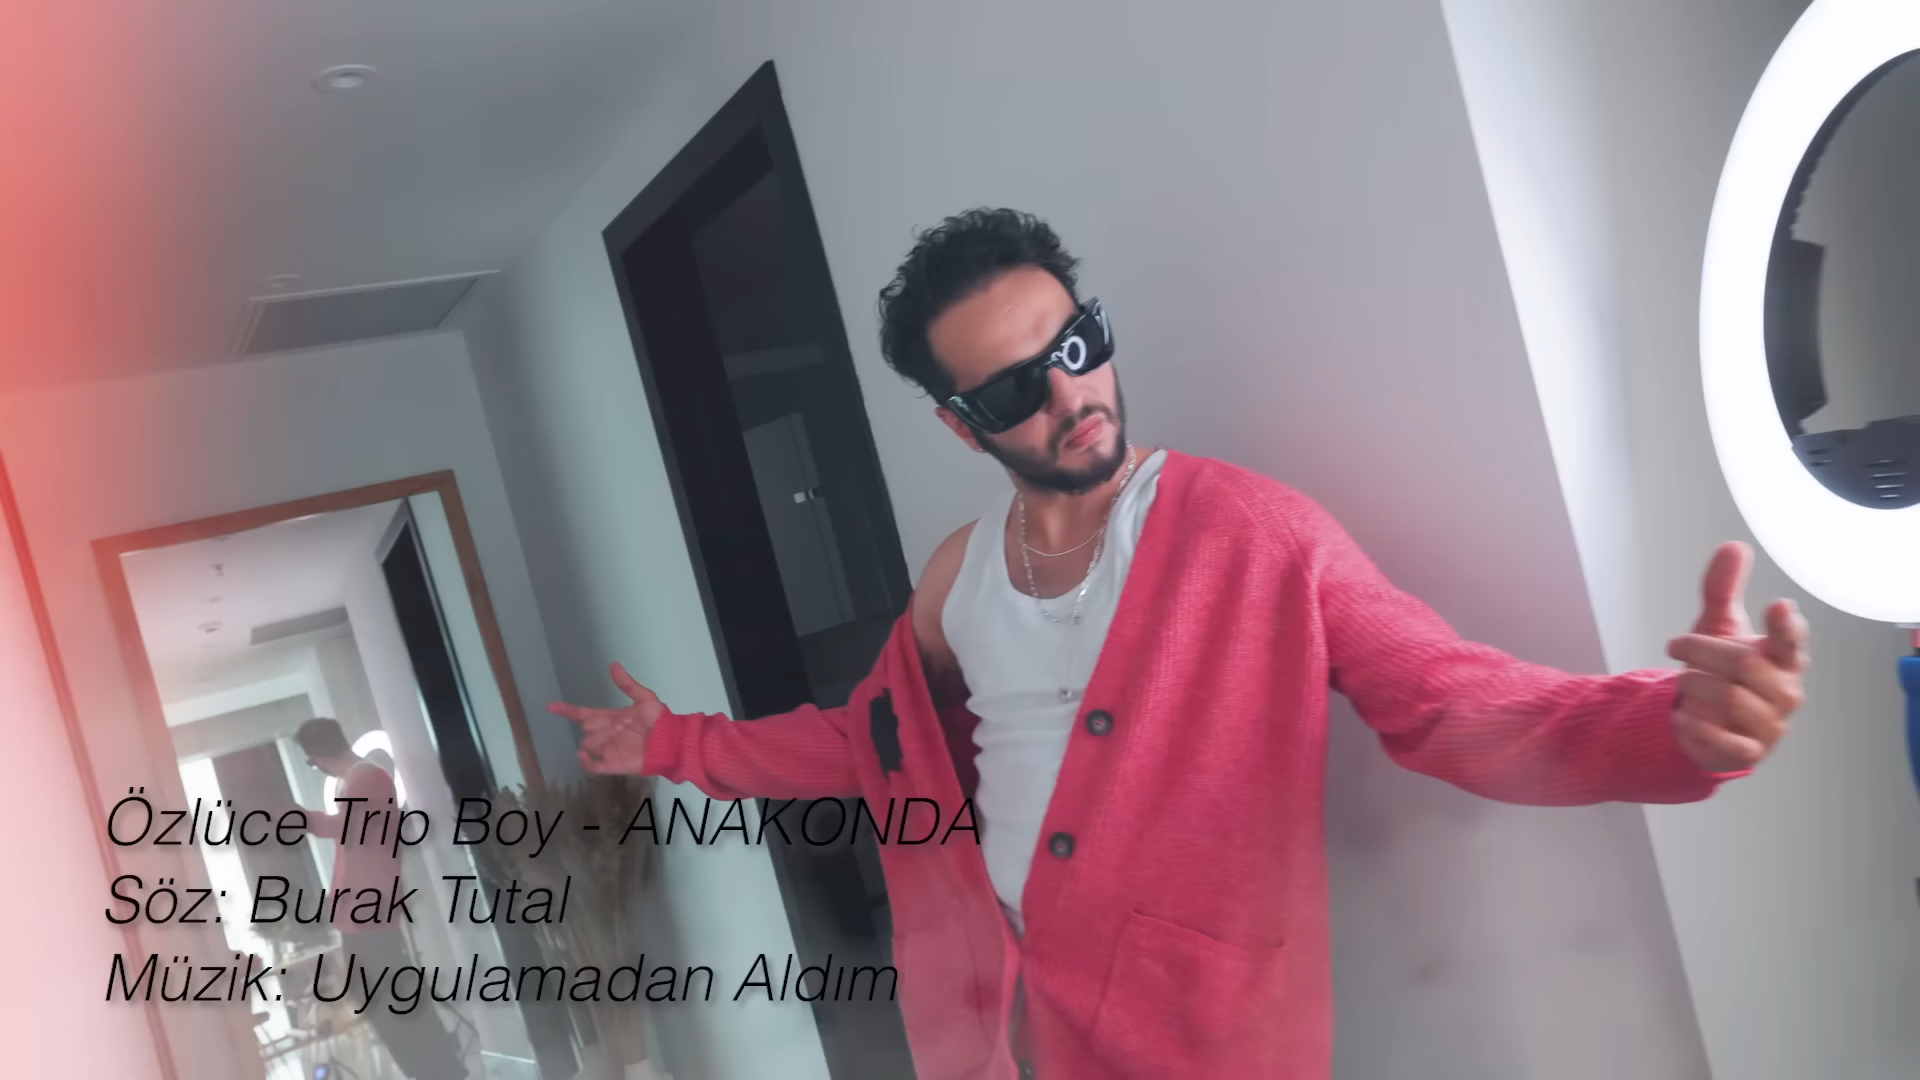 Özlüce Trip Boy - ANAKONDA
Söz: Burak Tutal
Müzik: Uygulamadan Aldım